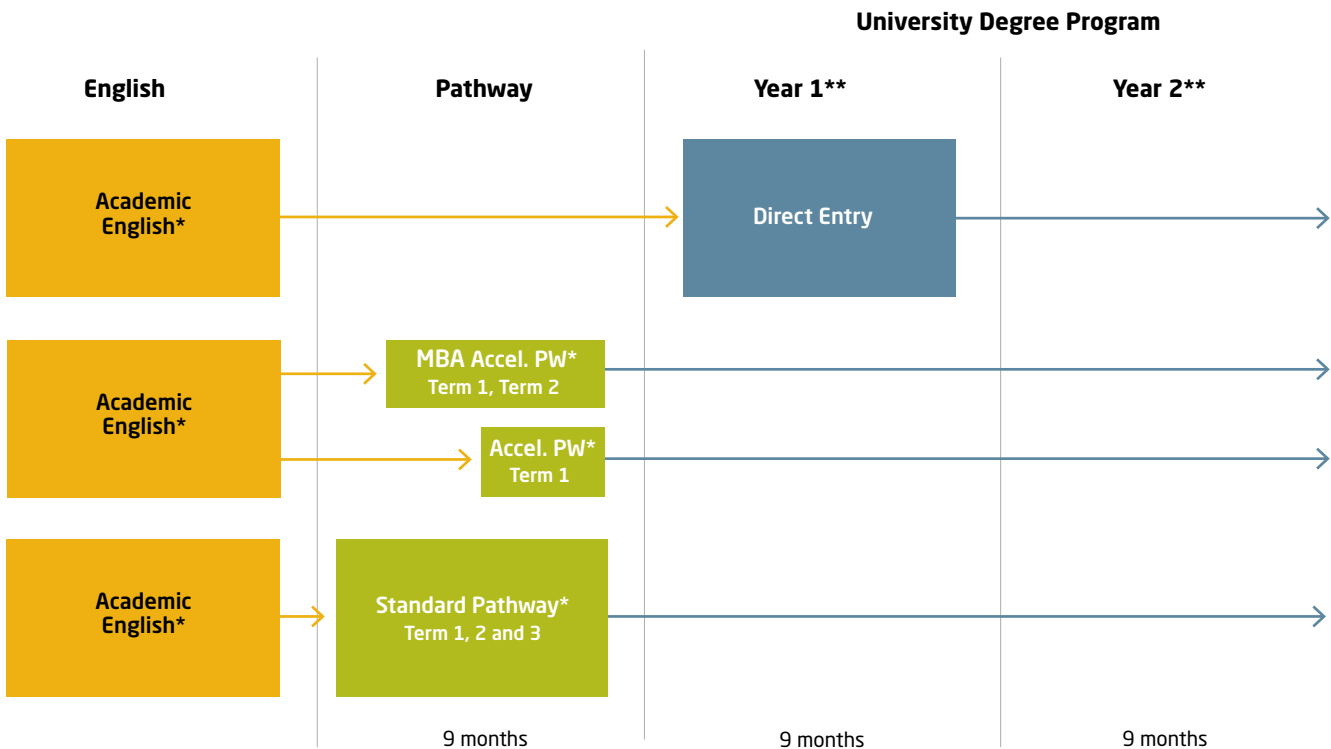 University Degree Program
English
Pathway
Year 1**
Year 2**
Academic
English*
Direct Entry
Academic
English*
MBA Accel. PW*
Term 1, Term 2
Accel. PW*
Term 1
Academic
English*
Standard Pathway*
Term 1, 2 and 3
9 months
9 months
9 months